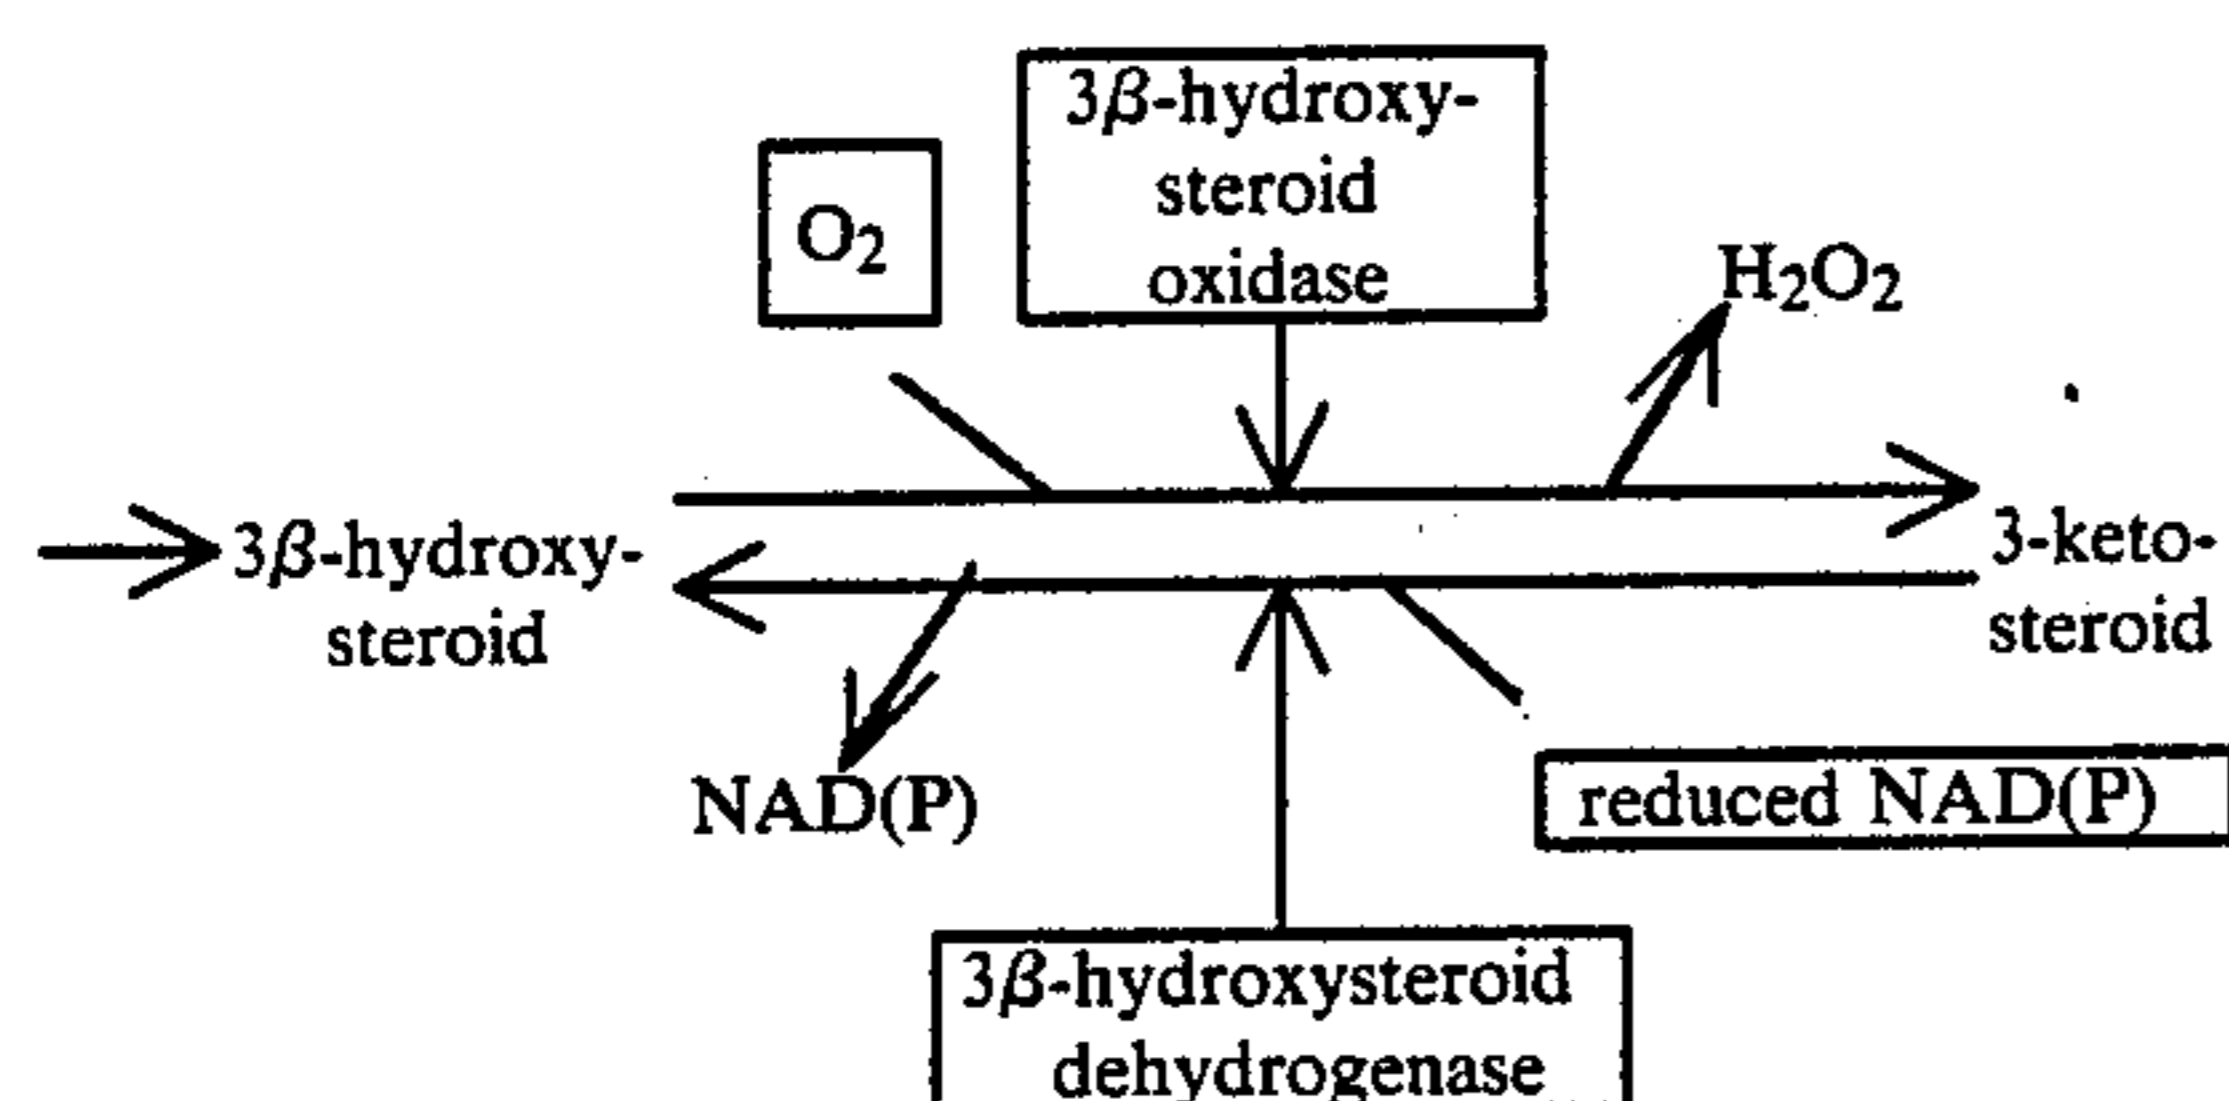 3β-hydroxy-
steroid
oxidase
O₂
H₂O₂
3β-hydroxy-
steroid
3-keto-
steroid
NAD(P)
reduced NAD(P)
3β-hydroxysteroid
dehydrogenase